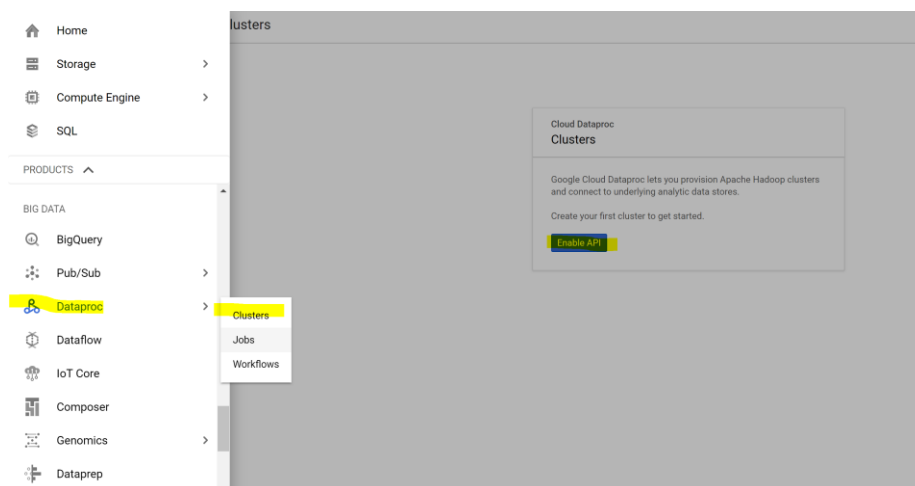 Home
Storage
Compute Engine
SQL
PRODUCTS
BIG DATA
BigQuery
Pub/Sub
Dataproc
Dataflow
IoT Core
Composer
Genomics
Dataprep
Clusters
Jobs
Workflows
lusters
Cloud Dataproc
Clusters
Google Cloud Dataproc lets you provision Apache Hadoop clusters
and connect to underlying analytic data stores.
Create your first cluster to get started.
Enable API